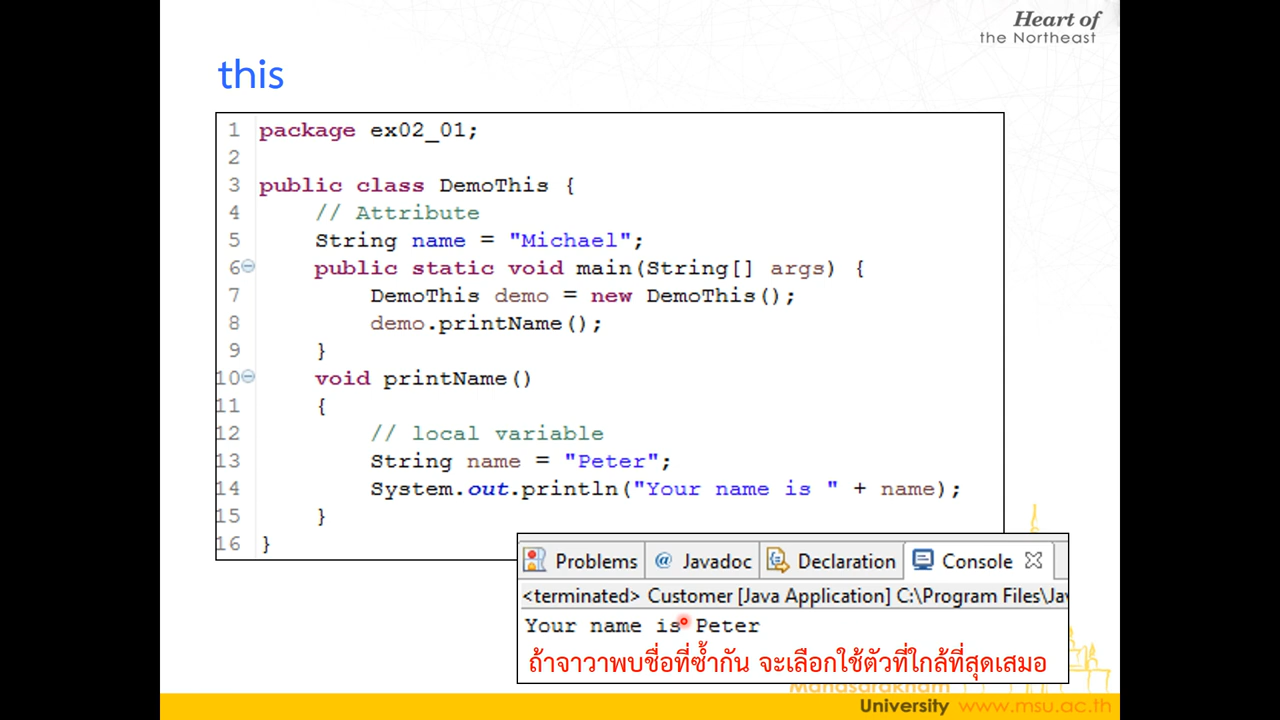 Heart of
the Northeast
this
1 package ex02_01;
2
3 public class DemoThis {
4 // Attribute
5 String name = "Michael";
6 public static void main(String[] args) {
7 DemoThis demo = new DemoThis();
8 demo.printName();
9 }
10 void printName()
11 {
12 // local variable
13 String name = "Peter";
14 System.out.println("Your name is " + name);
15 }
16 }
Problems @ Javadoc Declaration Console
<terminated> Customer [Java Application] C:\Program Files\Jav
Your name is Peter
ถ้าจาวาพบชื่อที่ซ้ำกัน จะเลือกใช้ตัวที่ใกล้ที่สุดเสมอ
Mahasarakham
University www.msu.ac.th